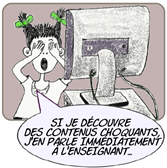 SI JE DÉCOUVRE
DES CONTENUS CHOQUANTS,
J'EN PARLE IMMÉDIATEMENT
À L'ENSEIGNANT...